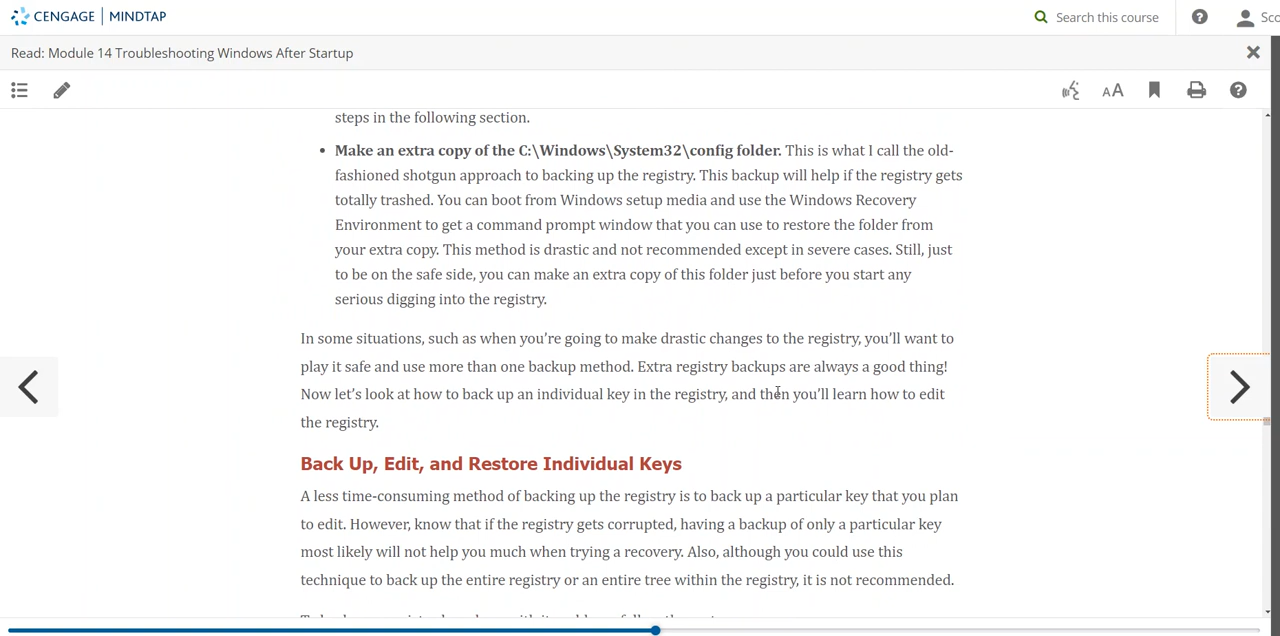 CENGAGE | MINDTAP
Search this course
Sco
Read: Module 14 Troubleshooting Windows After Startup
AA
steps in the following section.
• Make an extra copy of the C:\Windows\System32\config folder. This is what I call the old-
fashioned shotgun approach to backing up the registry. This backup will help if the registry gets
totally trashed. You can boot from Windows setup media and use the Windows Recovery
Environment to get a command prompt window that you can use to restore the folder from
your extra copy. This method is drastic and not recommended except in severe cases. Still, just
to be on the safe side, you can make an extra copy of this folder just before you start any
serious digging into the registry.
In some situations, such as when you’re going to make drastic changes to the registry, you’ll want to
play it safe and use more than one backup method. Extra registry backups are always a good thing!
Now let’s look at how to back up an individual key in the registry, and then you’ll learn how to edit
the registry.
Back Up, Edit, and Restore Individual Keys
A less time-consuming method of backing up the registry is to back up a particular key that you plan
to edit. However, know that if the registry gets corrupted, having a backup of only a particular key
most likely will not help you much when trying a recovery. Also, although you could use this
technique to back up the entire registry or an entire tree within the registry, it is not recommended.